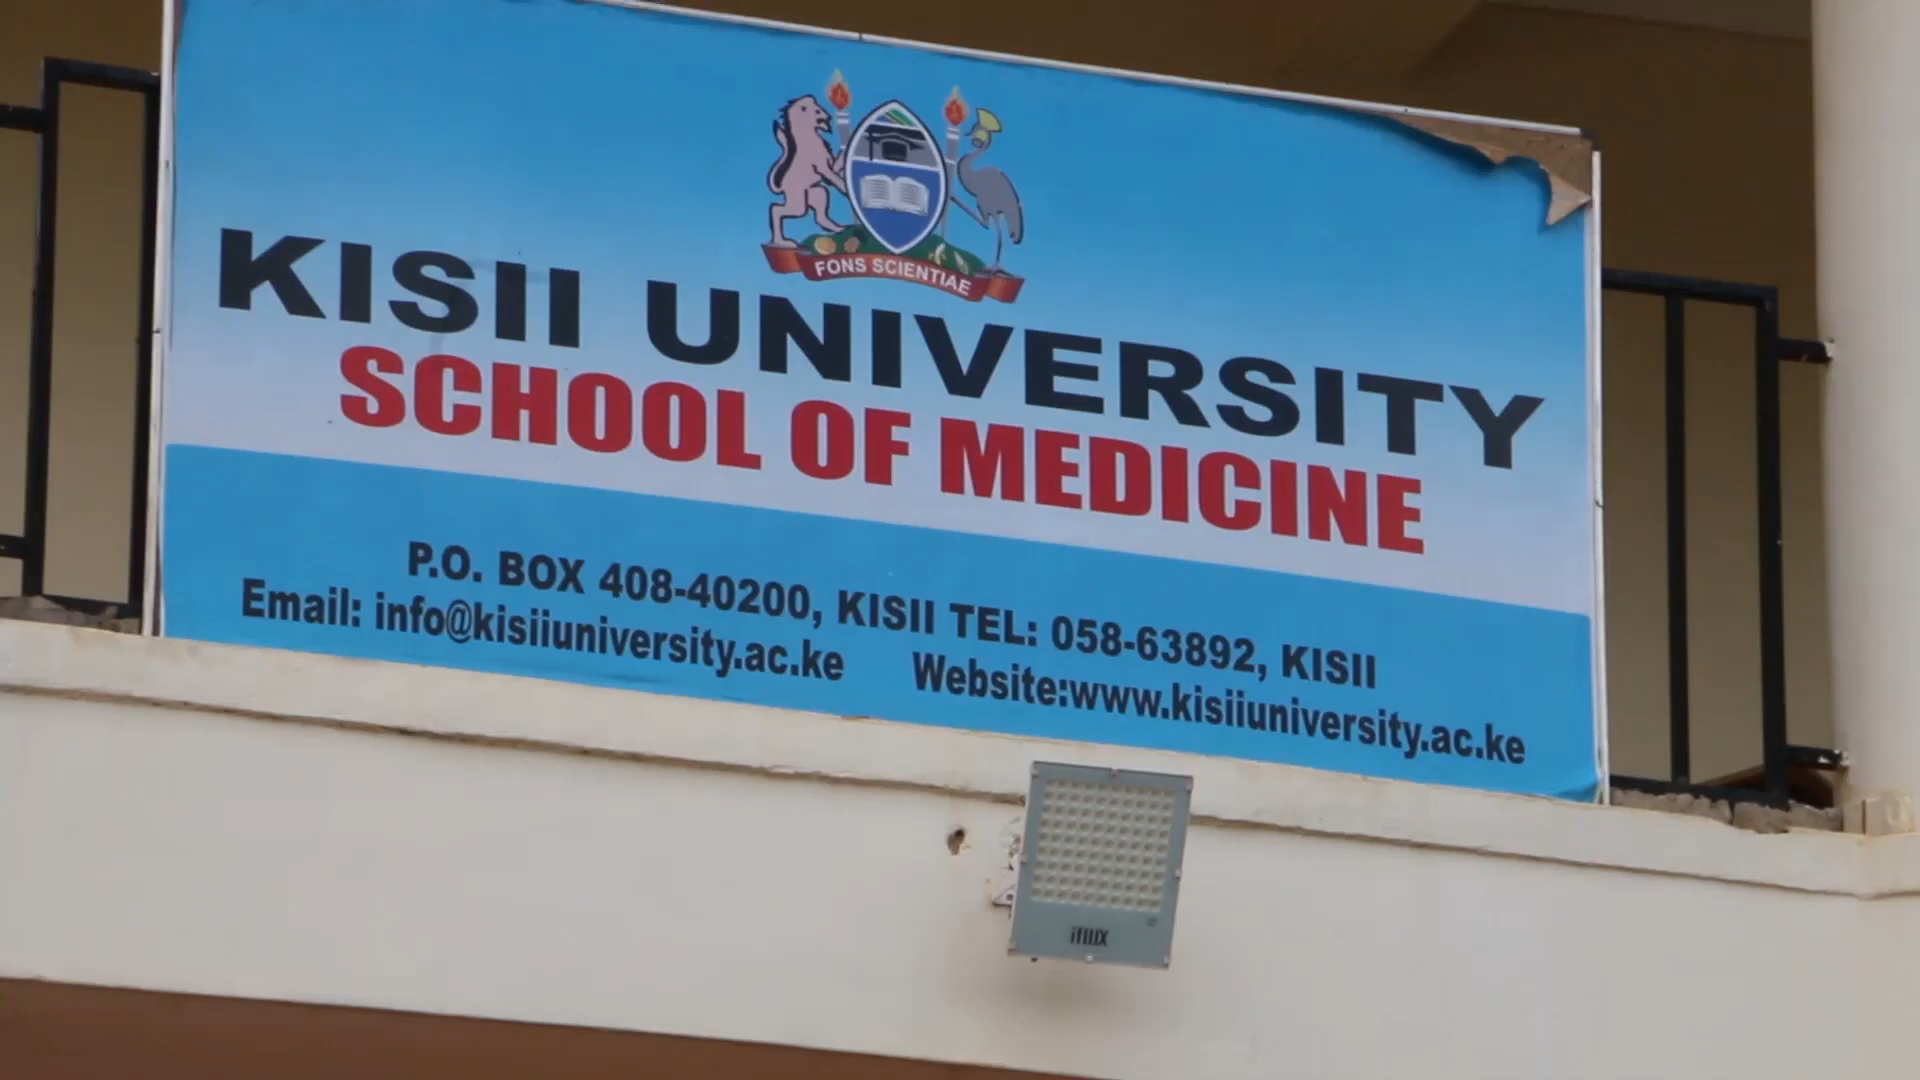 FONS SCIENTIAE
KISII UNIVERSITY
SCHOOL OF MEDICINE
P.O. BOX 408-40200, KISII TEL: 058-63892, KISII
Email: info@kisiiuniversity.ac.ke Website:www.kisiiuniversity.ac.ke
iflux